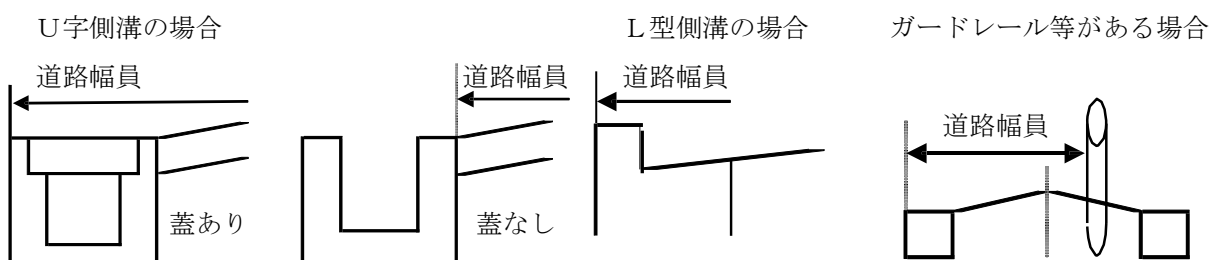 U字側溝の場合
L型側溝の場合
ガードレール等がある場合
道路幅員
道路幅員
道路幅員
道路幅員
蓋あり
蓋なし